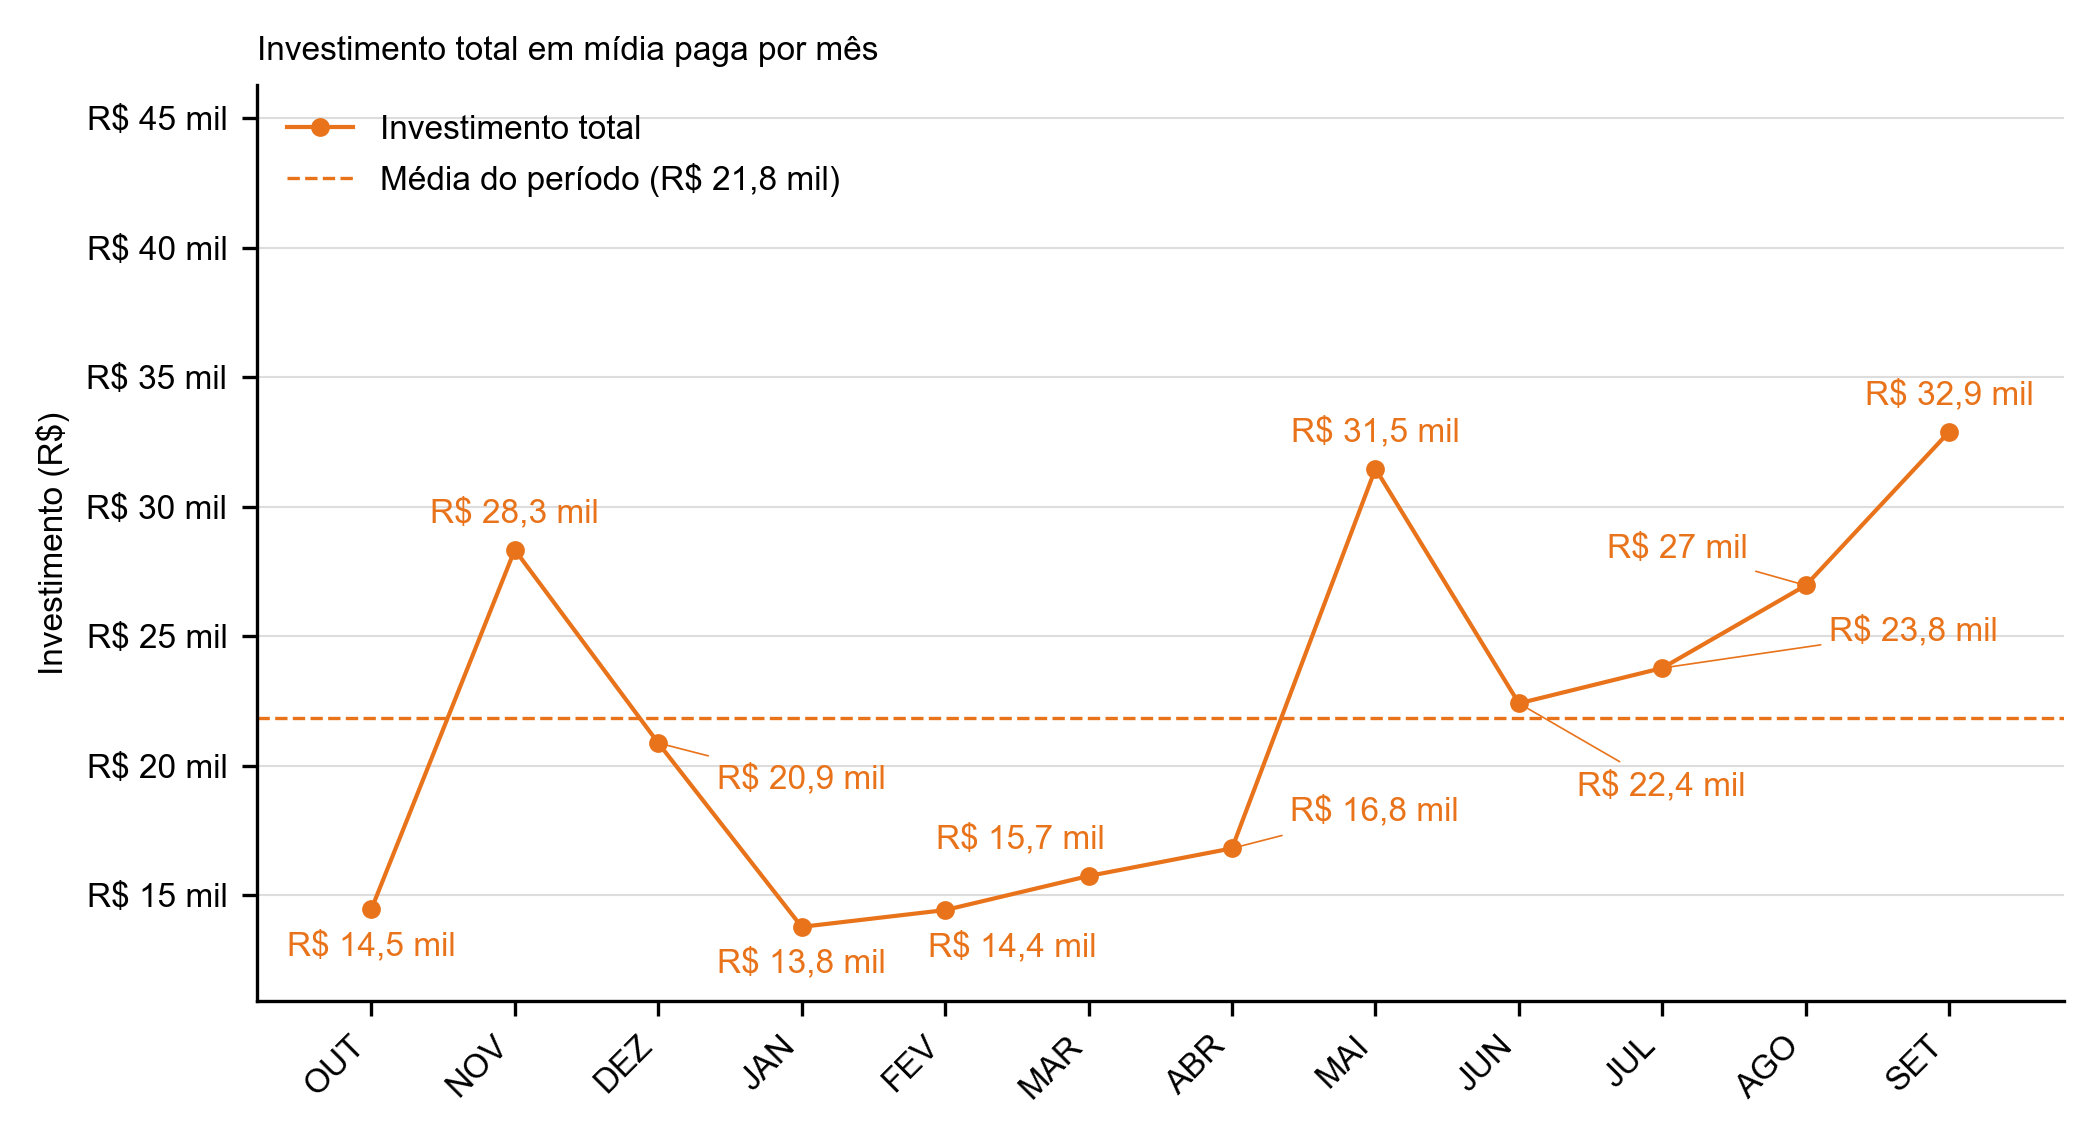 Investimento total em mídia paga por mês
Investimento total
Média do período (R$ 21,8 mil)
Investimento (R$)
R$ 45 mil
R$ 40 mil
R$ 35 mil
R$ 30 mil
R$ 25 mil
R$ 20 mil
R$ 15 mil
R$ 14,5 mil
R$ 28,3 mil
R$ 20,9 mil
R$ 13,8 mil
R$ 14,4 mil
R$ 15,7 mil
R$ 16,8 mil
R$ 31,5 mil
R$ 22,4 mil
R$ 23,8 mil
R$ 27 mil
R$ 32,9 mil
OUT
NOV
DEZ
JAN
FEV
MAR
ABR
MAI
JUN
JUL
AGO
SET